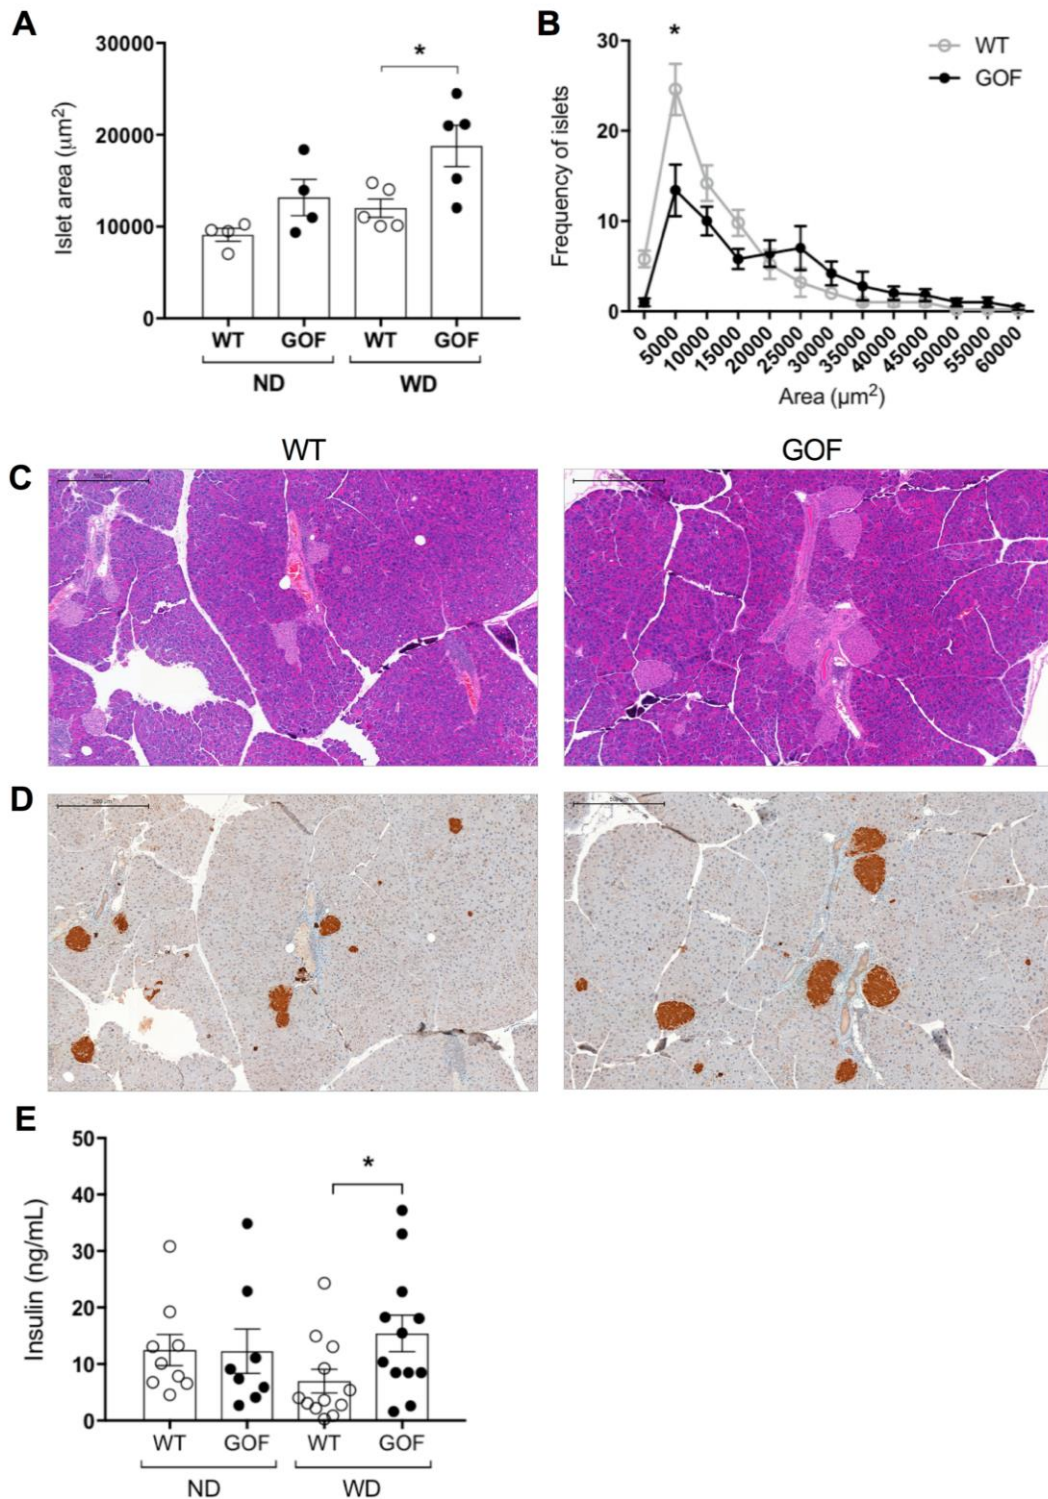 A
Islet area (μm²)
30000
20000
10000
0
*
WT GOF WT GOF
ND WD
B
Frequency of islets
30
20
10
0
*
WT
GOF
0 5000 10000 15000 20000 25000 30000 35000 40000 45000 50000 55000 60000
Area (μm²)
WT GOF
C
D
E
Insulin (ng/mL)
50
40
30
20
10
0
*
WT GOF WT GOF
ND WD